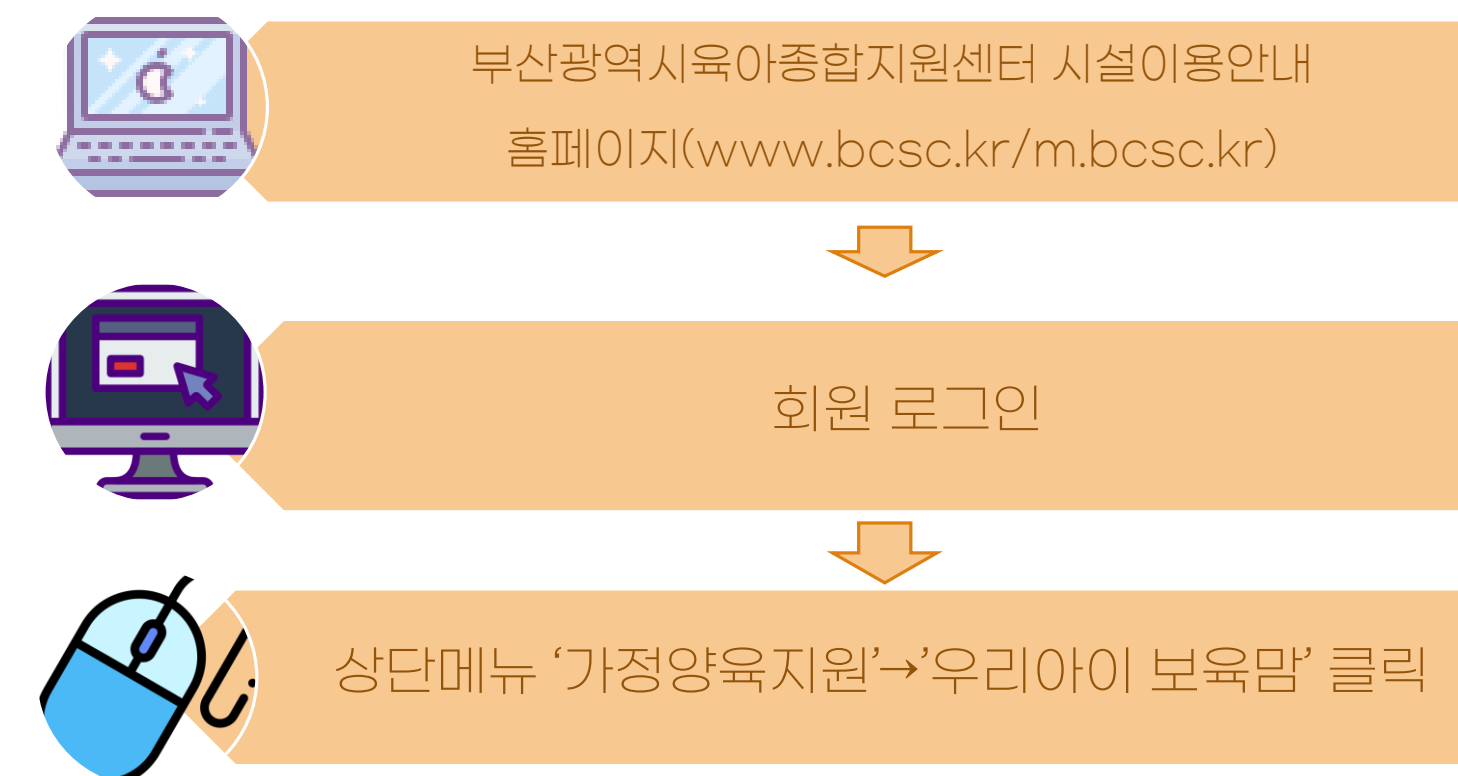 부산광역시육아종합지원센터 시설이용안내
홈페이지(www.bcsc.kr/m.bcsc.kr)
회원 로그인
상단메뉴 ‘가정양육지원’→’우리아이 보육맘’ 클릭